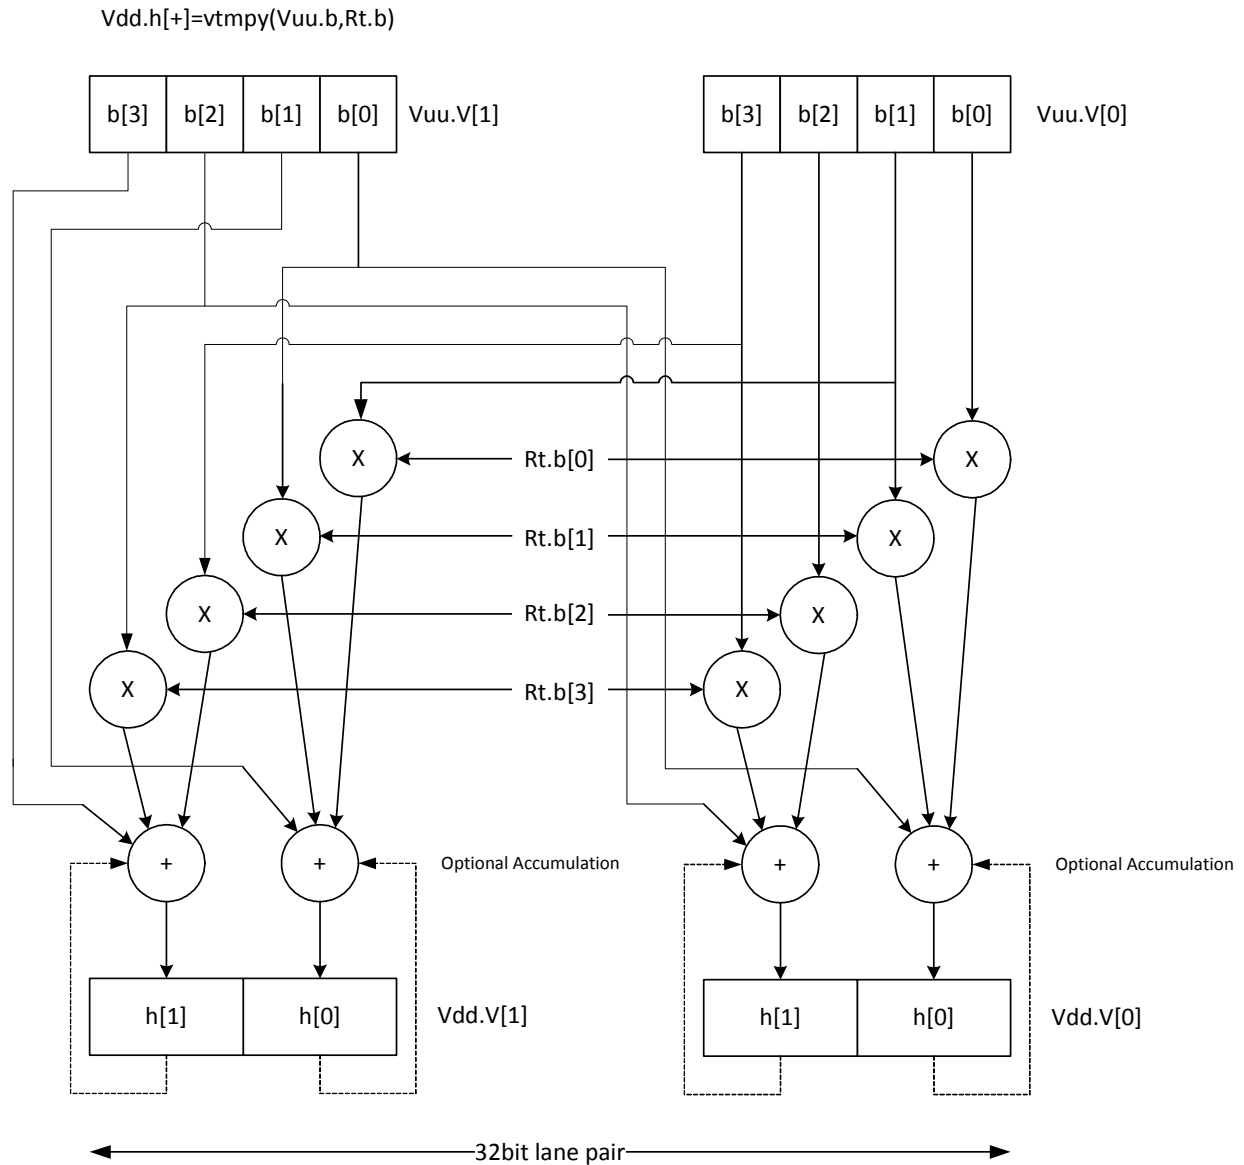 Vdd.h[+]=vtmpy(Vuu.b,Rt.b)
b[3] b[2] b[1] b[0] Vuu.V[1] b[3] b[2] b[1] b[0] Vuu.V[0]
X Rt.b[0] X
X Rt.b[1] X
X Rt.b[2] X
X Rt.b[3] X
+ + Optional Accumulation + + Optional Accumulation
h[1] h[0] Vdd.V[1] h[1] h[0] Vdd.V[0]
32bit lane pair